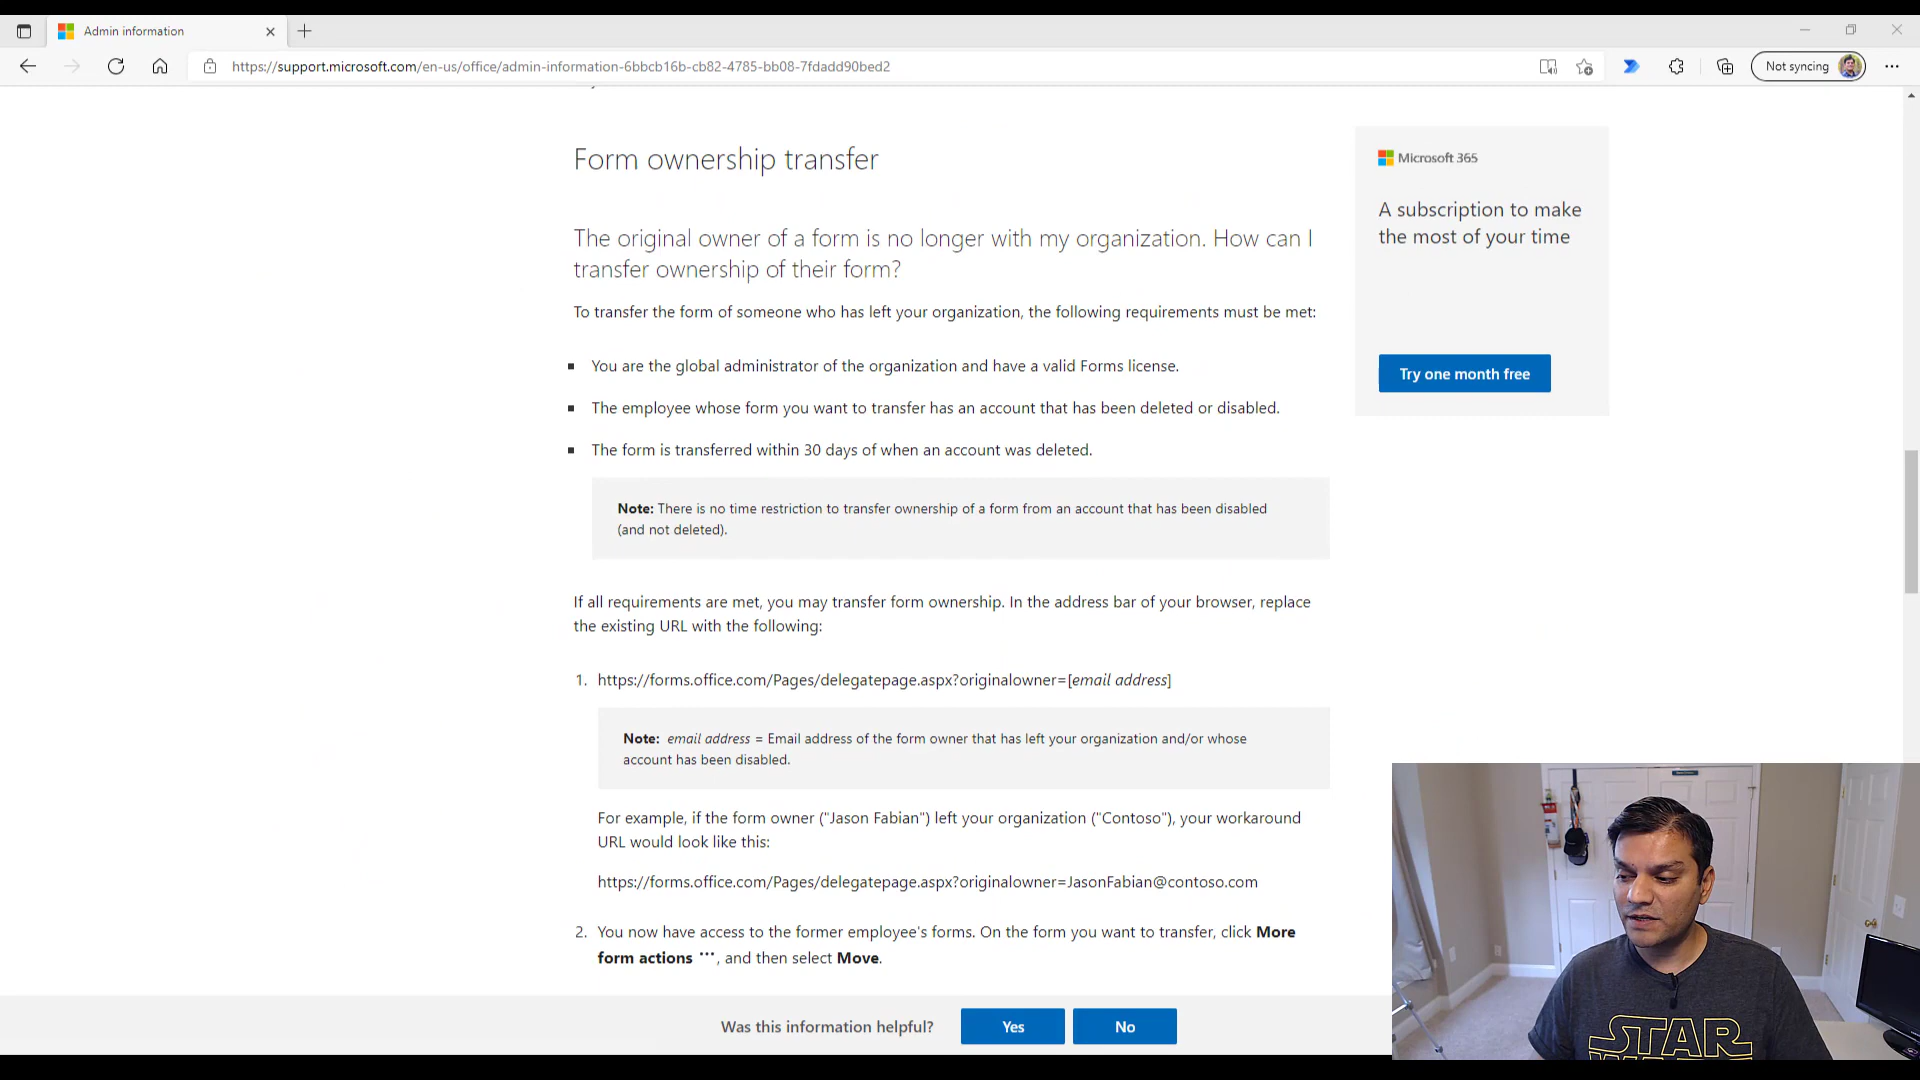 Admin information
https://support.microsoft.com/en-us/office/admin-information-6bbcb16b-cb82-4785-bb08-7fdadd90bed2
Not syncing
Form ownership transfer
The original owner of a form is no longer with my organization. How can I
transfer ownership of their form?
To transfer the form of someone who has left your organization, the following requirements must be met:
You are the global administrator of the organization and have a valid Forms license.
The employee whose form you want to transfer has an account that has been deleted or disabled.
The form is transferred within 30 days of when an account was deleted.
Note: There is no time restriction to transfer ownership of a form from an account that has been disabled
(and not deleted).
If all requirements are met, you may transfer form ownership. In the address bar of your browser, replace
the existing URL with the following:
1. https://forms.office.com/Pages/delegatepage.aspx?originalowner=[email address]
Note: email address = Email address of the form owner that has left your organization and/or whose
account has been disabled.
For example, if the form owner ("Jason Fabian") left your organization ("Contoso"), your workaround
URL would look like this:
https://forms.office.com/Pages/delegatepage.aspx?originalowner=JasonFabian@contoso.com
2. You now have access to the former employee's forms. On the form you want to transfer, click More
form actions ···, and then select Move.
Was this information helpful?
Yes
No
Microsoft 365
A subscription to make
the most of your time
Try one month free
STAR